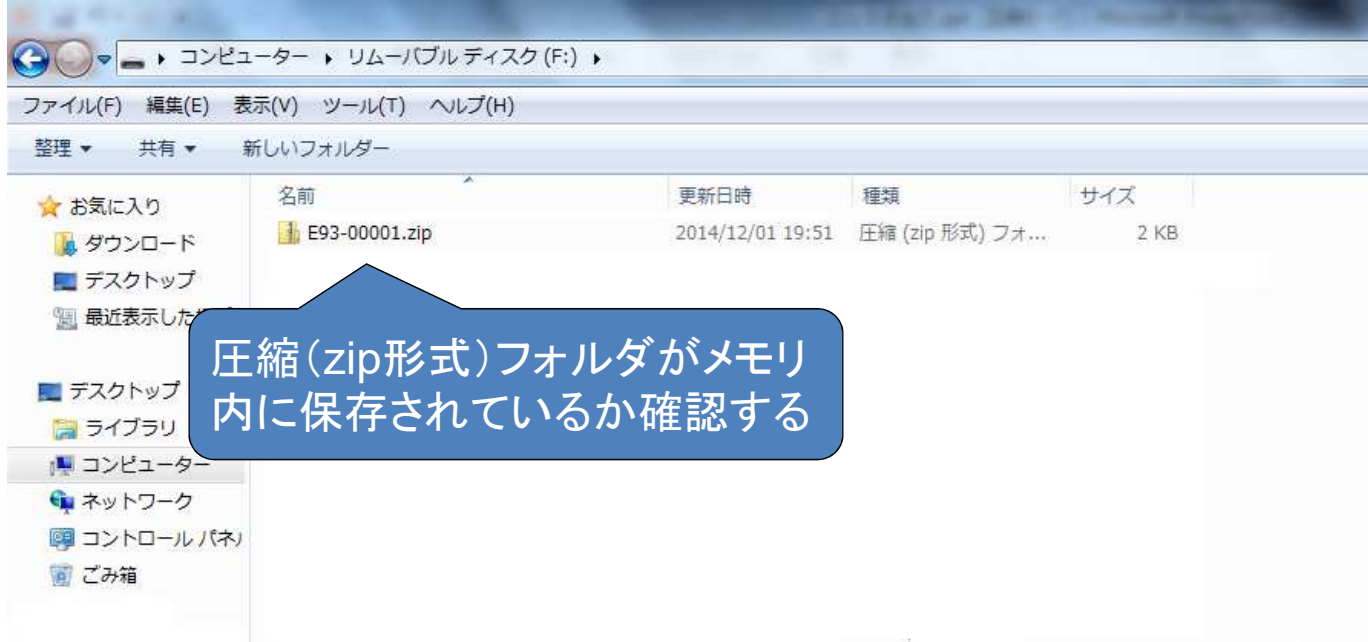 コンピューター ▸ リムーバブル ディスク (F:) ▸
ファイル(F) 編集(E) 表示(V) ツール(T) ヘルプ(H)
整理 ▼ 共有 ▼ 新しいフォルダー
名前 更新日時 種類 サイズ
E93-00001.zip 2014/12/01 19:51 圧縮 (zip 形式) フォ... 2 KB
お気に入り
ダウンロード
デスクトップ
最近表示した
デスクトップ
ライブラリ
コンピューター
ネットワーク
コントロール パネル
ごみ箱
圧縮(zip形式)フォルダがメモリ
内に保存されているか確認する